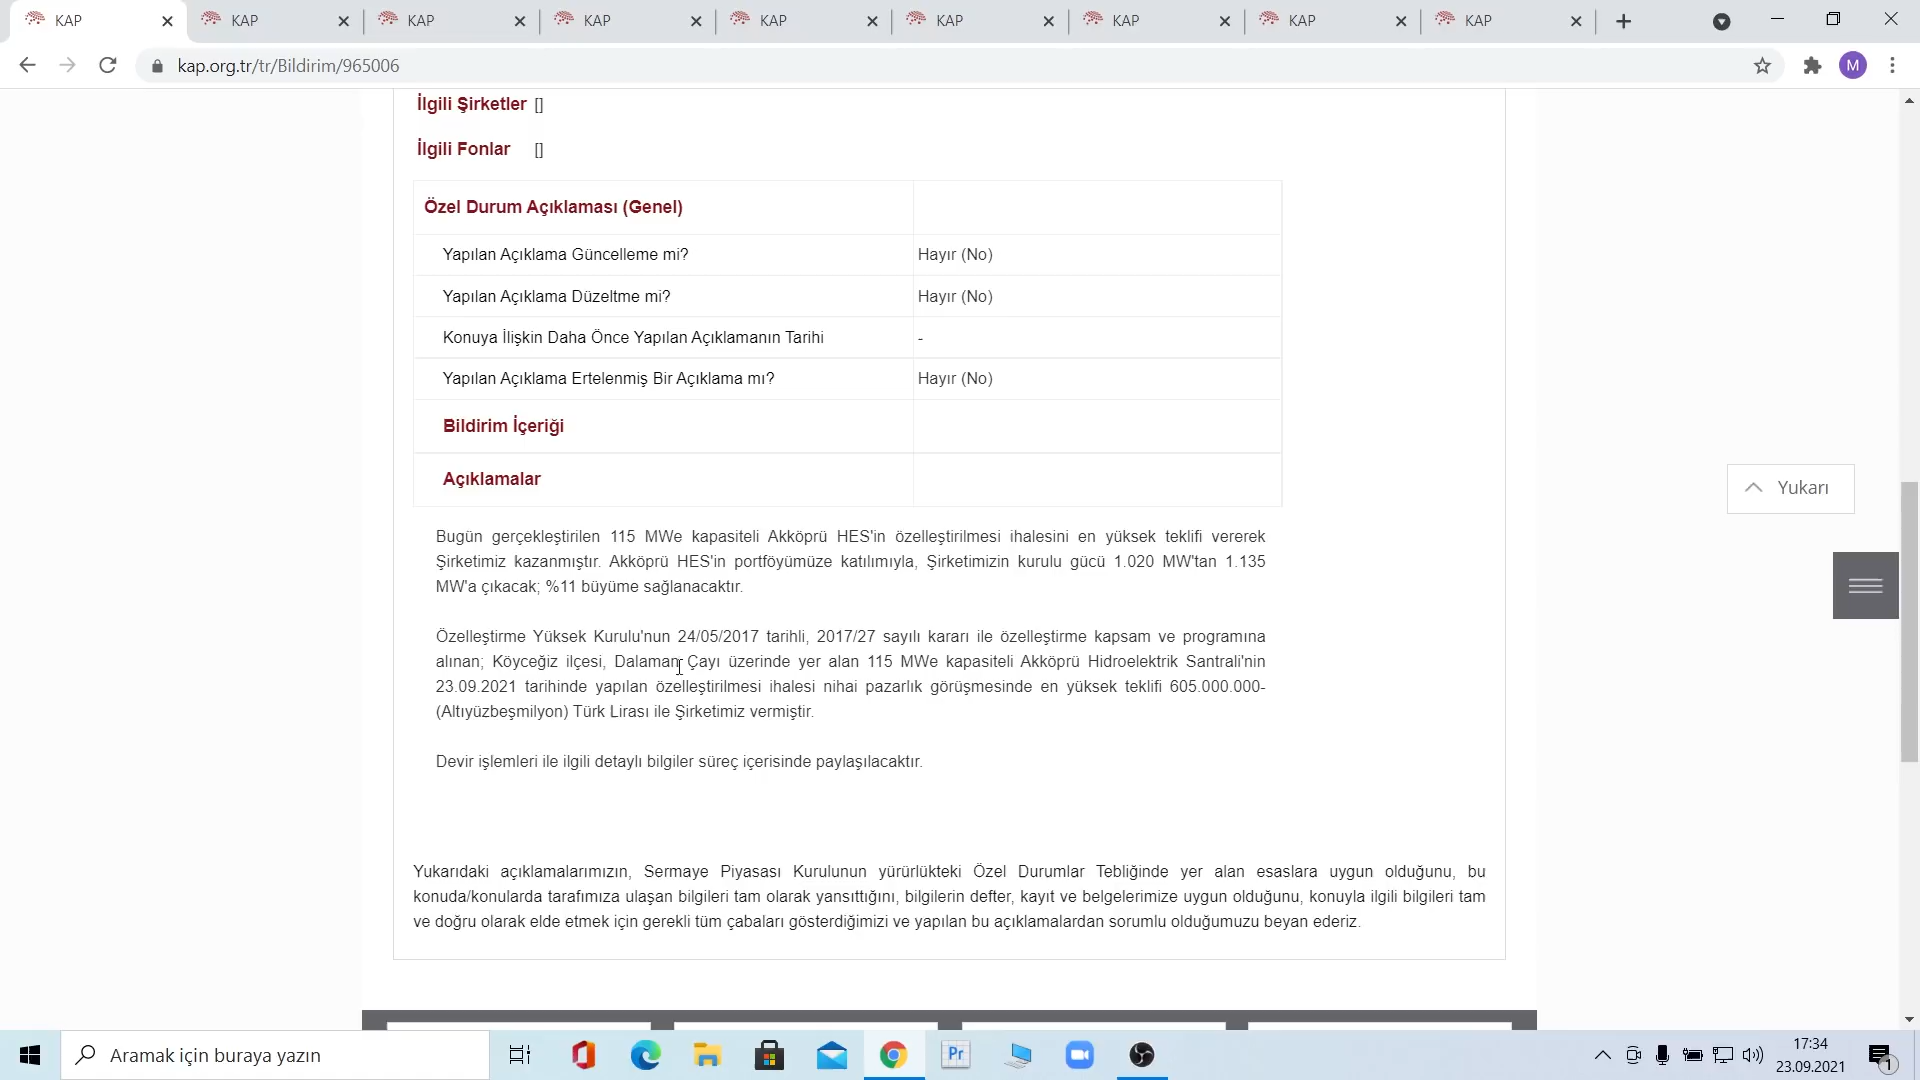 KAP
KAP
KAP
KAP
KAP
KAP
KAP
KAP
KAP
kap.org.tr/tr/Bildirim/965006
M
İlgili Şirketler []
İlgili Fonlar []
Özel Durum Açıklaması (Genel)
Yapılan Açıklama Güncelleme mi? Hayır (No)
Yapılan Açıklama Düzeltme mi? Hayır (No)
Konuya İlişkin Daha Önce Yapılan Açıklamanın Tarihi -
Yapılan Açıklama Ertelenmiş Bir Açıklama mı? Hayır (No)
Bildirim İçeriği
Açıklamalar
Bugün gerçekleştirilen 115 MWe kapasiteli Akköprü HES'in özelleştirilmesi ihalesini en yüksek teklifi vererek
Şirketimiz kazanmıştır. Akköprü HES'in portföyümüze katılımıyla, Şirketimizin kurulu gücü 1.020 MW'tan 1.135
MW'a çıkacak; %11 büyüme sağlanacaktır.
Özelleştirme Yüksek Kurulu'nun 24/05/2017 tarihli, 2017/27 sayılı kararı ile özelleştirme kapsam ve programına
alınan; Köyceğiz ilçesi, Dalaman Çayı üzerinde yer alan 115 MWe kapasiteli Akköprü Hidroelektrik Santrali'nin
23.09.2021 tarihinde yapılan özelleştirilmesi ihalesi nihai pazarlık görüşmesinde en yüksek teklifi 605.000.000-
(Altıyüzbeşmilyon) Türk Lirası ile Şirketimiz vermiştir.
Devir işlemleri ile ilgili detaylı bilgiler süreç içerisinde paylaşılacaktır.
Yukarı
Yukarıdaki açıklamalarımızın, Sermaye Piyasası Kurulunun yürürlükteki Özel Durumlar Tebliğinde yer alan esaslara uygun olduğunu, bu
konuda/konularda tarafımıza ulaşan bilgileri tam olarak yansıttığını, bilgilerin defter, kayıt ve belgelerimize uygun olduğunu, konuyla ilgili bilgileri tam
ve doğru olarak elde etmek için gerekli tüm çabaları gösterdiğimizi ve yapılan bu açıklamalardan sorumlu olduğumuzu beyan ederiz.
Aramak için buraya yazın
Pr
17:34
23.09.2021
1